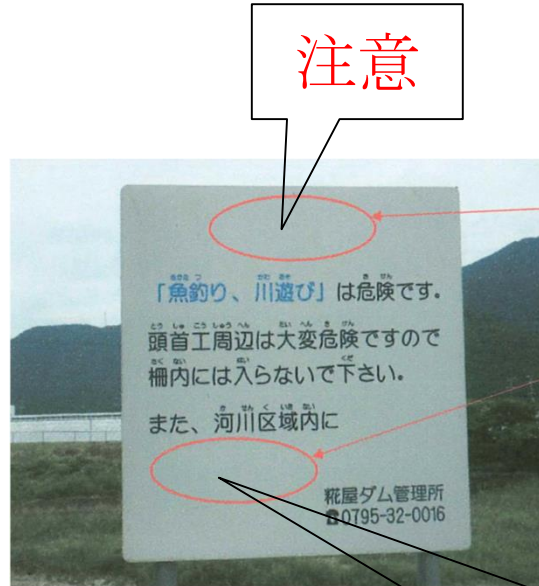 注意
「魚釣り、川遊び」は危険です。
頭首工周辺は大変危険ですので
柵内には入らないで下さい。
また、河川区域内に
糀屋ダム管理所
☎0795-32-0016